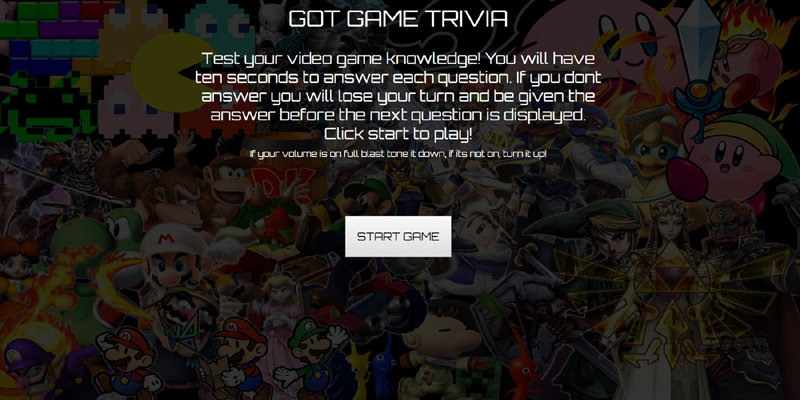 GOT GAME TRIVIA
Test your video game knowledge! You will have
ten seconds to answer each question. If you dont
answer you will lose your turn and be given the
answer before the next question is displayed.
Click start to play!
If your volume is on full blast tone it down, if its not on, turn it up!
DK
START GAME